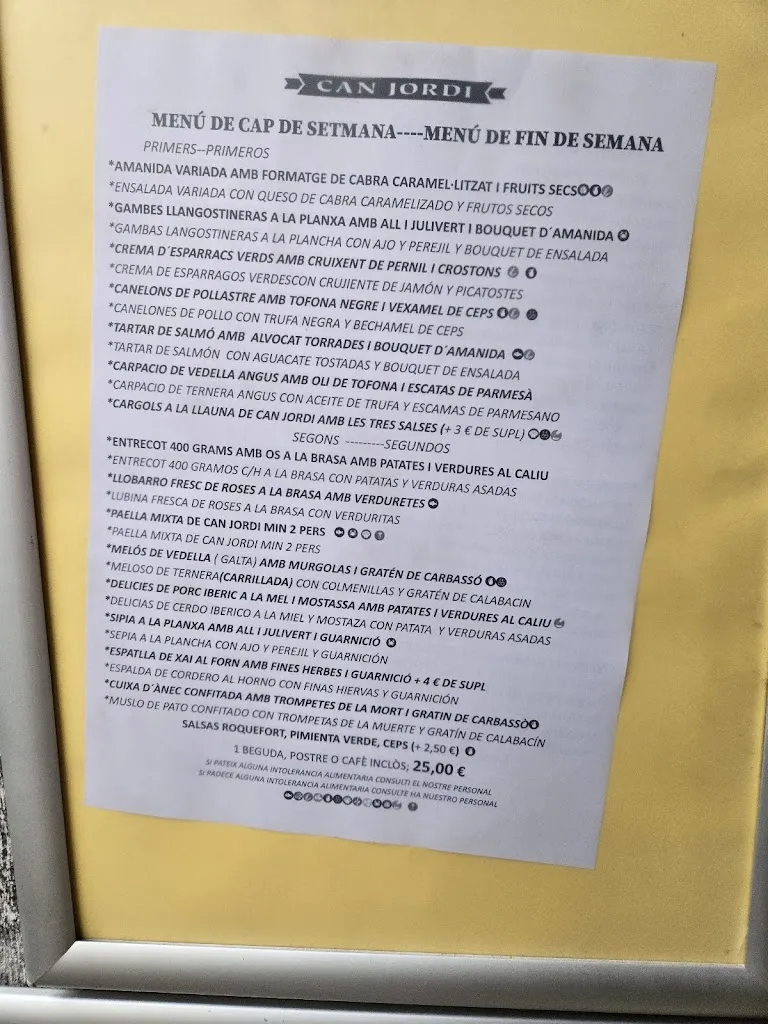 CAN JORDI
MENÚ DE CAP DE SETMANA----MENÚ DE FIN DE SEMANA
PRIMERS--PRIMEROS
*AMANIDA VARIADA AMB FORMATGE DE CABRA CARAMEL·LITZAT I FRUITS SECS
*ENSALADA VARIADA CON QUESO DE CABRA CARAMELIZADO Y FRUTOS SECOS
*GAMBES LLANGOSTINERAS A LA PLANXA AMB ALL I JULIVERT I BOUQUET D´AMANIDA
*GAMBAS LANGOSTINERAS A LA PLANCHA CON AJO Y PEREJIL Y BOUQUET DE ENSALADA
*CREMA D´ESPARRACS VERDS AMB CRUIXENT DE PERNIL I CROSTONS
*CREMA DE ESPARRAGOS VERDESCON CRUJIENTE DE JAMÓN Y PICATOSTES
*CANELONS DE POLLASTRE AMB TOFONA NEGRE I VEXAMEL DE CEPS
*CANELONES DE POLLO CON TRUFA NEGRA Y BECHAMEL DE CEPS
*TARTAR DE SALMÓ AMB ALVOCAT TORRADES I BOUQUET D´AMANIDA
*TARTAR DE SALMÓN CON AGUACATE TOSTADAS Y BOUQUET DE ENSALADA
*CARPACCIO DE VEDELLA ANGUS AMB OLI DE TOFONA I ESCATAS DE PARMESÀ
*CARPACIO DE TERNERA ANGUS CON ACEITE DE TRUFA Y ESCAMAS DE PARMESANO
*CARGOLS A LA LLAUNA DE CAN JORDI AMB LES TRES SALSES (+ 3 € DE SUPL)
SEGONS ---------SEGUNDOS
*ENTRECOT 400 GRAMS AMB OS A LA BRASA AMB PATATES I VERDURES AL CALIU
*ENTRECOT 400 GRAMOS C/H A LA BRASA CON PATATAS Y VERDURAS ASADAS
*LLOBARRO FRESC DE ROSES A LA BRASA AMB VERDURETES
*LUBINA FRESCA DE ROSES A LA BRASA CON VERDURITAS
*PAELLA MIXTA DE CAN JORDI MIN 2 PERS
*PAELLA MIXTA DE CAN JORDI MIN 2 PERS
*MELÓS DE VEDELLA ( GALTA) AMB MURGOLAS I GRATÉN DE CARBASSÓ
*MELOSO DE TERNERA(CARRILLADA) CON COLMENILLAS Y GRATÉN DE CALABACIN
*DELICIES DE PORC IBERIC A LA MEL I MOSTASSA AMB PATATES I VERDURES AL CALIU
*DELICIAS DE CERDO IBERICO A LA MIEL Y MOSTAZA CON PATATA Y VERDURAS ASADAS
*SIPIA A LA PLANXA AMB ALL I JULIVERT I GUARNICIÓ
*SEPIA A LA PLANCHA CON AJO Y PEREJIL Y GUARNICIÓN
*ESPATLLA DE XAI AL FORN AMB FINES HERBES I GUARNICIÓ + 4 € DE SUPL
*ESPALDA DE CORDERO AL HORNO CON FINAS HIERVAS Y GUARNICIÓN
*CUIXA D´ÀNEC CONFITADA AMB TROMPETES DE LA MORT I GRATIN DE CARBASSÒ
*MUSLO DE PATO CONFITADO CON TROMPETAS DE LA MUERTE Y GRATÍN DE CALABACÍN
SALSAS ROQUEFORT, PIMIENTA VERDE, CEPS (+ 2,50 €)
1 BEGUDA, POSTRE O CAFÈ INCLÒS; 25,00 €
SI PATEIX ALGUNA INTOLERANCIA ALIMENTARIA CONSULTI EL NOSTRE PERSONAL
SI PADECE ALGUNA INTOLERANCIA ALIMENTARIA CONSULTE HA NUESTRO PERSONAL